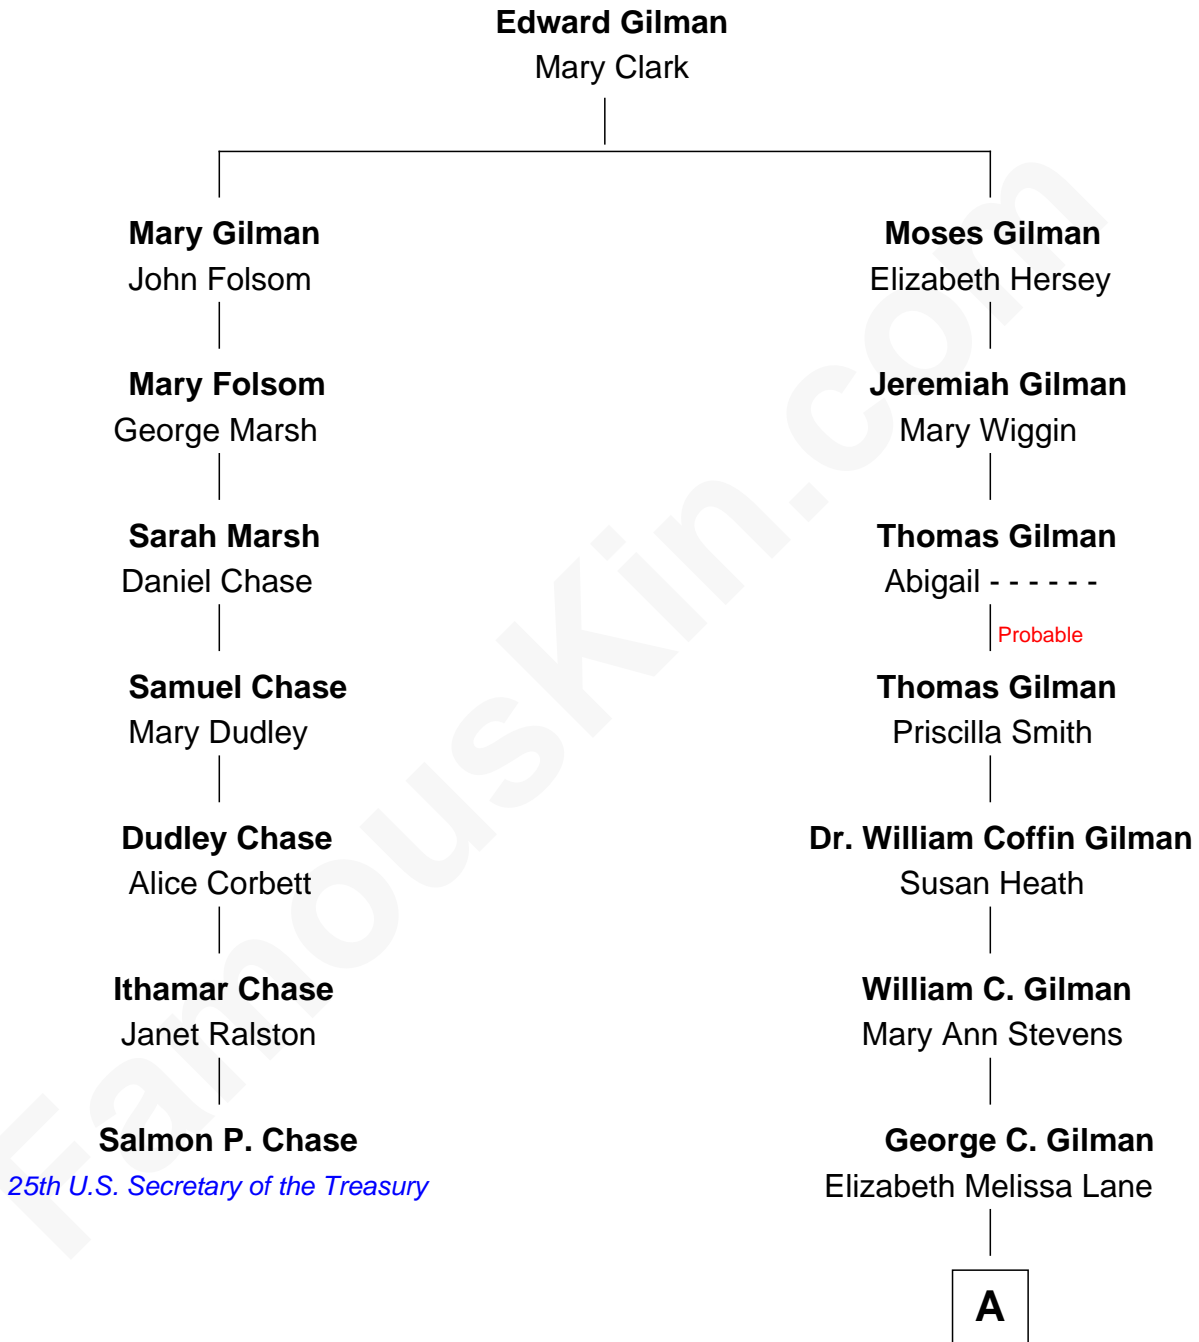 Edward Gilman
Mary Clark
Mary Gilman
John Folsom
Mary Folsom
George Marsh
Sarah Marsh
Daniel Chase
Samuel Chase
Mary Dudley
Dudley Chase
Alice Corbett
Ithamar Chase
Janet Ralston
Salmon P. Chase
25th U.S. Secretary of the Treasury
Moses Gilman
Elizabeth Hersey
Jeremiah Gilman
Mary Wiggin
Thomas Gilman
Abigail - - - - - -
Probable
Thomas Gilman
Priscilla Smith
Dr. William Coffin Gilman
Susan Heath
William C. Gilman
Mary Ann Stevens
George C. Gilman
Elizabeth Melissa Lane
A
FamousKin.com